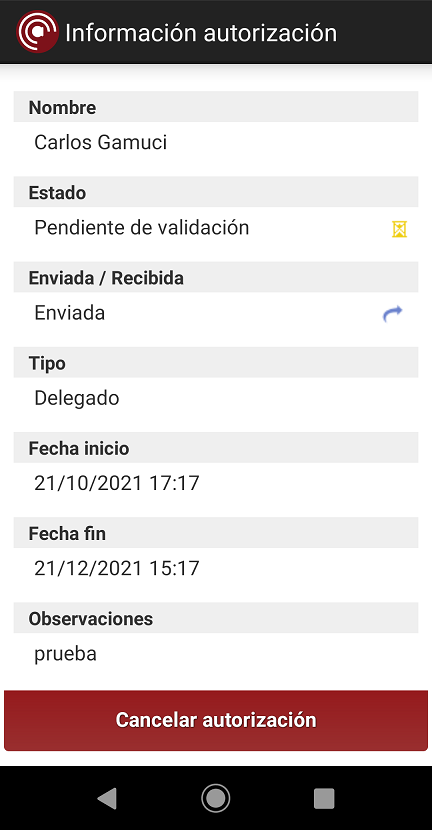 Información autorización
Nombre
Carlos Gamuci
Estado
Pendiente de validación
Enviada / Recibida
Enviada
Tipo
Delegado
Fecha inicio
21/10/2021 17:17
Fecha fin
21/12/2021 15:17
Observaciones
prueba
Cancelar autorización